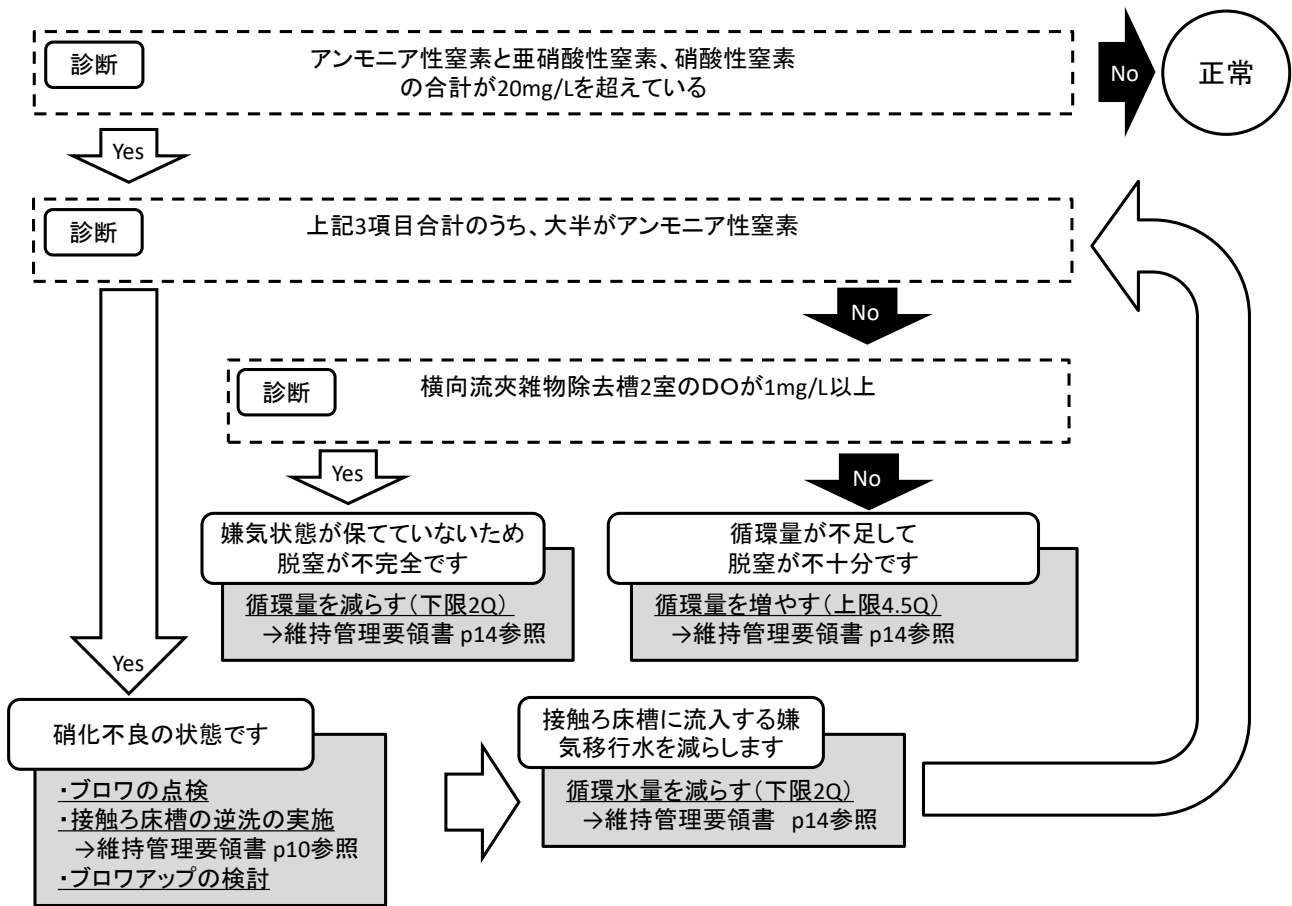 診断
アンモニア性窒素と亜硝酸性窒素、硝酸性窒素
の合計が20mg/Lを超えている
No
正常
Yes
診断
上記3項目合計のうち、大半がアンモニア性窒素
No
診断
横向流夾雑物除去槽2室のDOが1mg/L以上
Yes
No
嫌気状態が保てていないため
脱窒が不完全です
循環量を減らす(下限2Q)
→維持管理要領書 p14参照
循環量が不足して
脱窒が不十分です
循環量を増やす(上限4.5Q)
→維持管理要領書 p14参照
Yes
硝化不良の状態です
・ブロワの点検
・接触ろ床槽の逆洗の実施
→維持管理要領書 p10参照
・ブロワアップの検討
接触ろ床槽に流入する嫌
気移行水を減らします
循環水量を減らす(下限2Q)
→維持管理要領書 p14参照